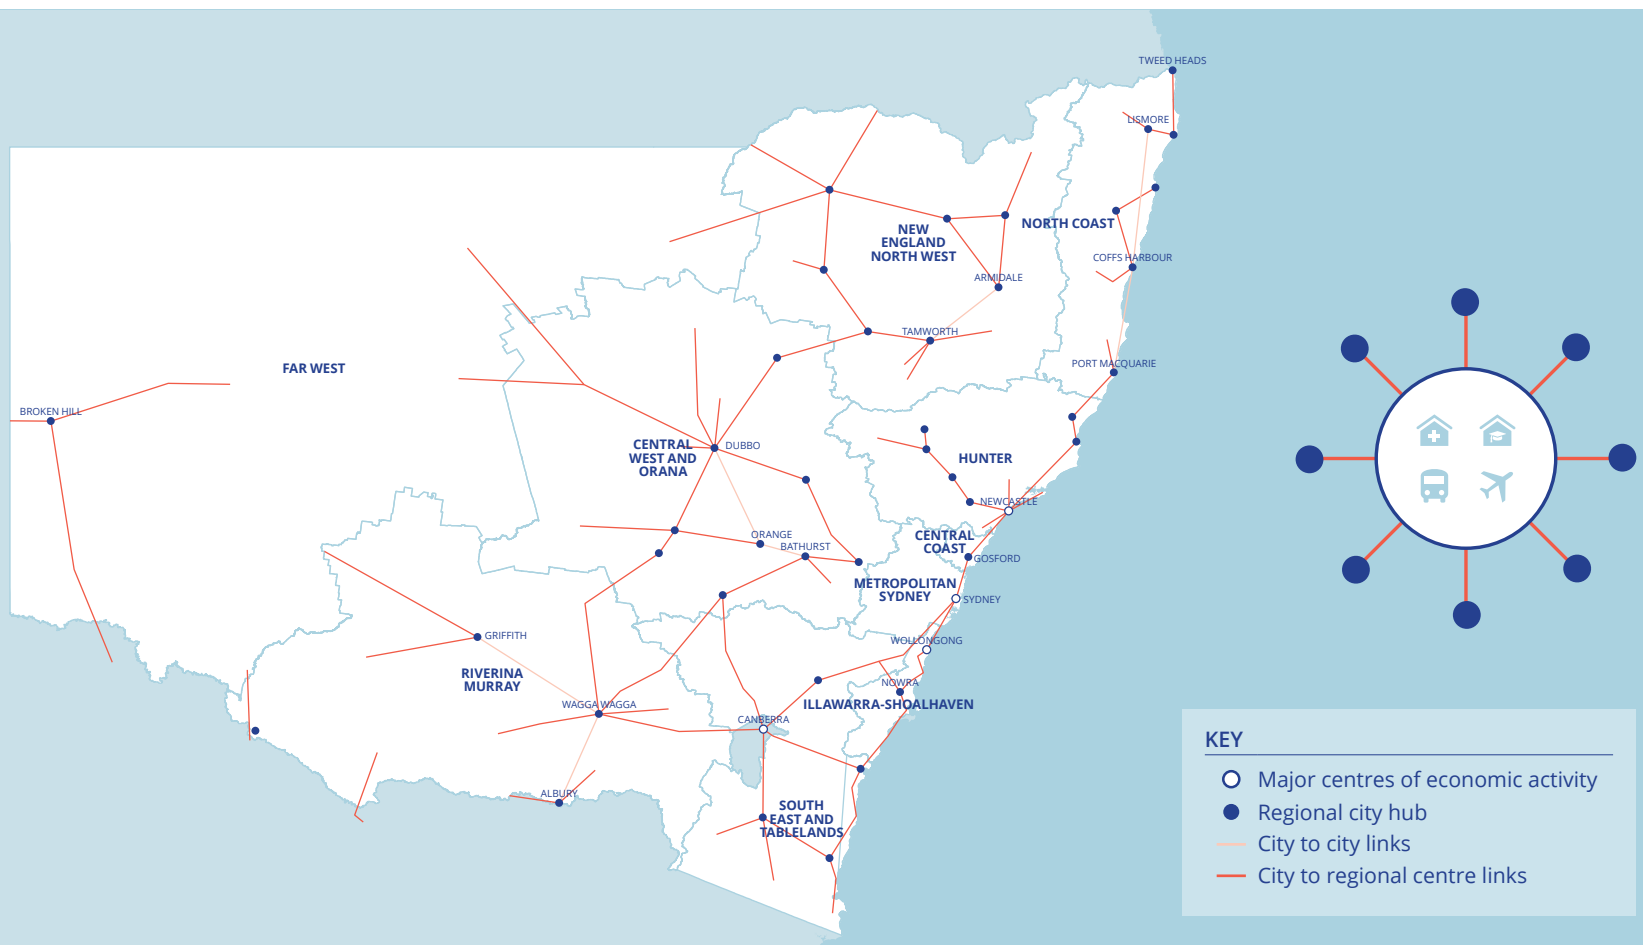 TWEED HEADS
LISMORE
NORTH COAST
NEW
ENGLAND
NORTH WEST
COFFS HARBOUR
ARMIDALE
TAMWORTH
PORT MACQUARIE
FAR WEST
BROKEN HILL
CENTRAL
WEST AND
ORANA
DUBBO
HUNTER
NEWCASTLE
ORANGE
BATHURST
CENTRAL
COAST
GOSFORD
METROPOLITAN
SYDNEY
SYDNEY
GRIFFITH
WOLLONGONG
RIVERINA
MURRAY
NOWRA
WAGGA WAGGA
ILLAWARRA-SHOALHAVEN
CANBERRA
ALBURY
SOUTH
EAST AND
TABLELANDS
KEY
Major centres of economic activity
Regional city hub
City to city links
City to regional centre links